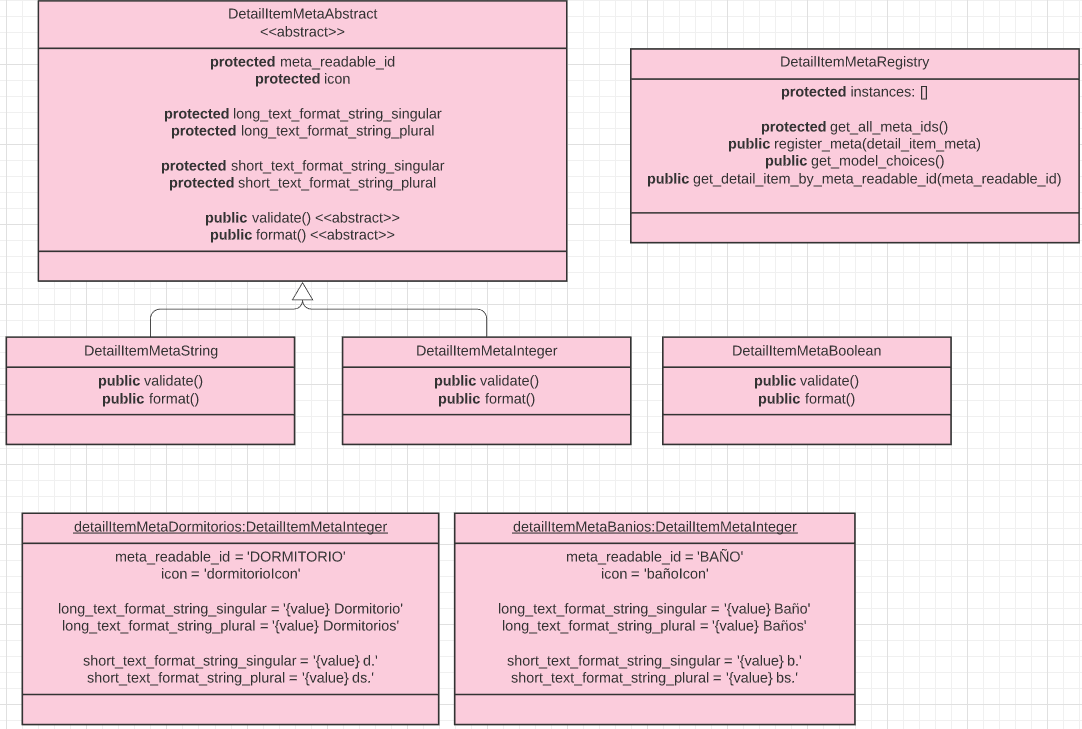 DetailItemMetaAbstract
<<abstract>>
protected meta_readable_id
protected icon
protected long_text_format_string_singular
protected long_text_format_string_plural
protected short_text_format_string_singular
protected short_text_format_string_plural
public validate() <<abstract>>
public format() <<abstract>>
DetailItemMetaRegistry
protected instances: []
protected get_all_meta_ids()
public register_meta(detail_item_meta)
public get_model_choices()
public get_detail_item_by_meta_readable_id(meta_readable_id)
DetailItemMetaString
public validate()
public format()
DetailItemMetaInteger
public validate()
public format()
DetailItemMetaBoolean
public validate()
public format()
detailItemMetaDormitorios:DetailItemMetaInteger
meta_readable_id = 'DORMITORIO'
icon = 'dormitorioIcon'
long_text_format_string_singular = '{value} Dormitorio'
long_text_format_string_plural = '{value} Dormitorios'
short_text_format_string_singular = '{value} d.'
short_text_format_string_plural = '{value} ds.'
detailItemMetaBanios:DetailItemMetaInteger
meta_readable_id = 'BAÑO'
icon = 'bañoIcon'
long_text_format_string_singular = '{value} Baño'
long_text_format_string_plural = '{value} Baños'
short_text_format_string_singular = '{value} b.'
short_text_format_string_plural = '{value} bs.'